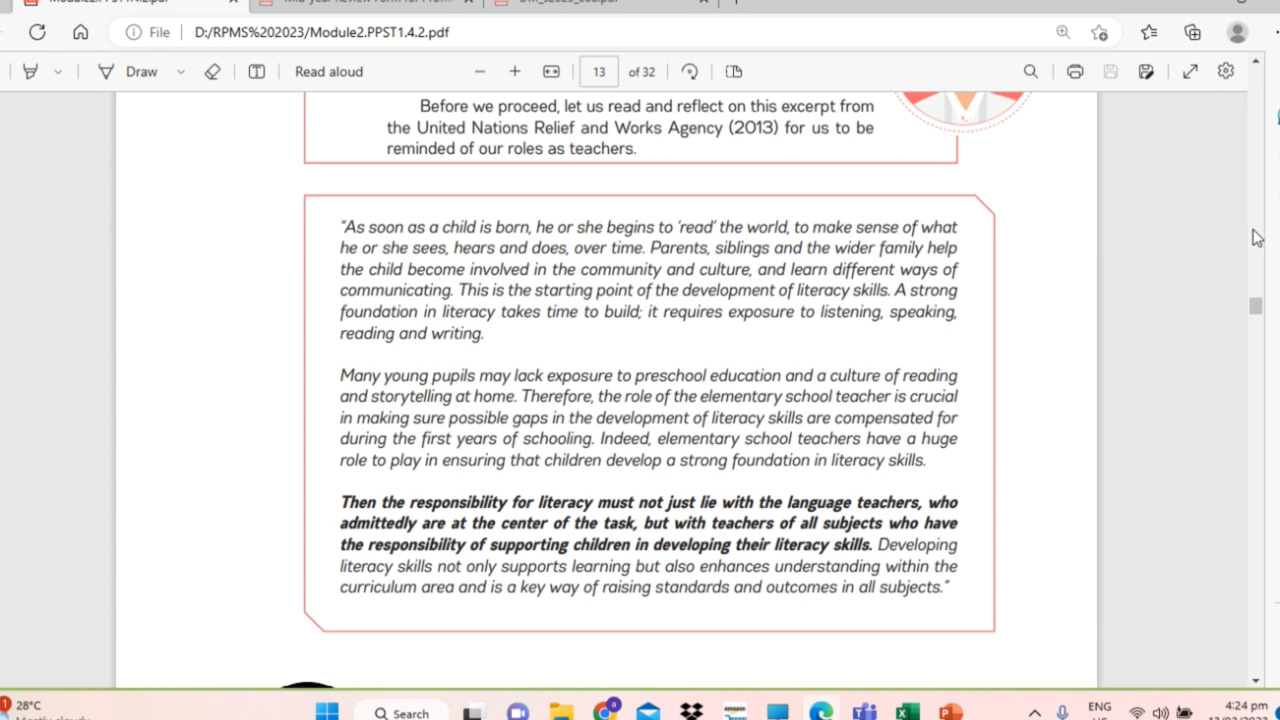 File D:/RPMS%202023/Module2.PPST1.4.2.pdf
Draw Read aloud 13 of 32
Before we proceed, let us read and reflect on this excerpt from
the United Nations Relief and Works Agency (2013) for us to be
reminded of our roles as teachers.
"As soon as a child is born, he or she begins to 'read' the world, to make sense of what
he or she sees, hears and does, over time. Parents, siblings and the wider family help
the child become involved in the community and culture, and learn different ways of
communicating. This is the starting point of the development of literacy skills. A strong
foundation in literacy takes time to build; it requires exposure to listening, speaking,
reading and writing.
Many young pupils may lack exposure to preschool education and a culture of reading
and storytelling at home. Therefore, the role of the elementary school teacher is crucial
in making sure possible gaps in the development of literacy skills are compensated for
during the first years of schooling. Indeed, elementary school teachers have a huge
role to play in ensuring that children develop a strong foundation in literacy skills.
Then the responsibility for literacy must not just lie with the language teachers, who
admittedly are at the center of the task, but with teachers of all subjects who have
the responsibility of supporting children in developing their literacy skills. Developing
literacy skills not only supports learning but also enhances understanding within the
curriculum area and is a key way of raising standards and outcomes in all subjects."
28°C
Search
ENG
4:24 pm